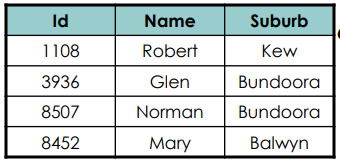 Id Name Suburb
1108 Robert Kew
3936 Glen Bundoora
8507 Norman Bundoora
8452 Mary Balwyn